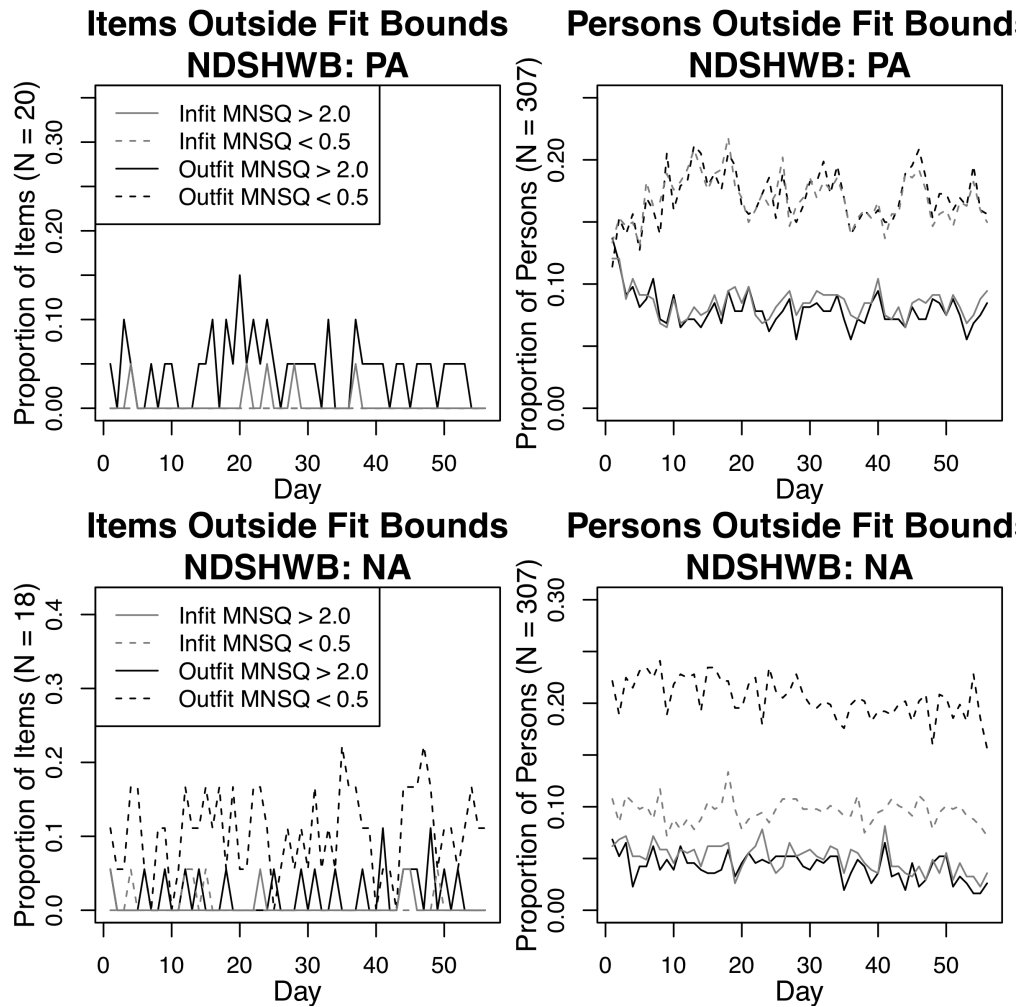 Items Outside Fit Bounds
NDSHWB: PA
Proportion of Items (N = 20)
0.00 0.10 0.20 0.30
Infit MNSQ > 2.0
Infit MNSQ < 0.5
Outfit MNSQ > 2.0
Outfit MNSQ < 0.5
0 10 20 30 40 50
Day
Persons Outside Fit Bounds
NDSHWB: PA
Proportion of Persons (N = 307)
0.00 0.10 0.20
0 10 20 30 40 50
Day
Items Outside Fit Bounds
NDSHWB: NA
Proportion of Items (N = 18)
0.0 0.1 0.2 0.3 0.4
Infit MNSQ > 2.0
Infit MNSQ < 0.5
Outfit MNSQ > 2.0
Outfit MNSQ < 0.5
0 10 20 30 40 50
Day
Persons Outside Fit Bounds
NDSHWB: NA
Proportion of Persons (N = 307)
0.00 0.10 0.20 0.30
0 10 20 30 40 50
Day